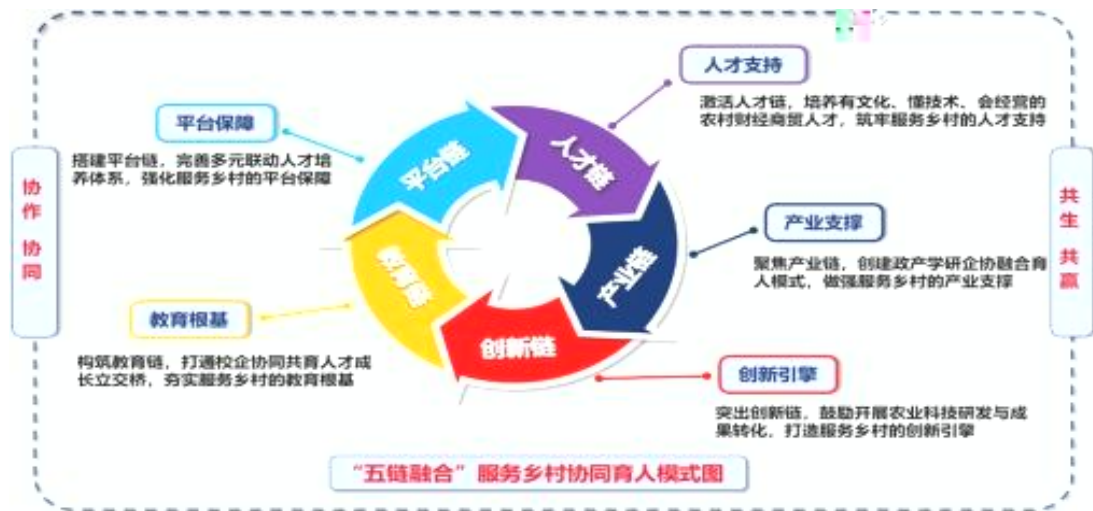 人才支持
激活人才链，培养有文化、懂技术、会经营的
农村财经商贸人才，筑牢服务乡村的人才支持
平台保障
搭建平台链，完善多元联动人才培
养体系，强化服务乡村的平台保障
平台链
人才链
协作 协同
共生 共赢
产业支撑
聚焦产业链，创建政产学研企协融合育
人模式，做强服务乡村的产业支撑
产业链
教育链
创新链
教育根基
构筑教育链，打通校企协同共育人才成
长立交桥，夯实服务乡村的教育根基
创新引擎
突出创新链，鼓励开展农业科技研发与成
果转化，打造服务乡村的创新引擎
“五链融合”服务乡村协同育人模式图